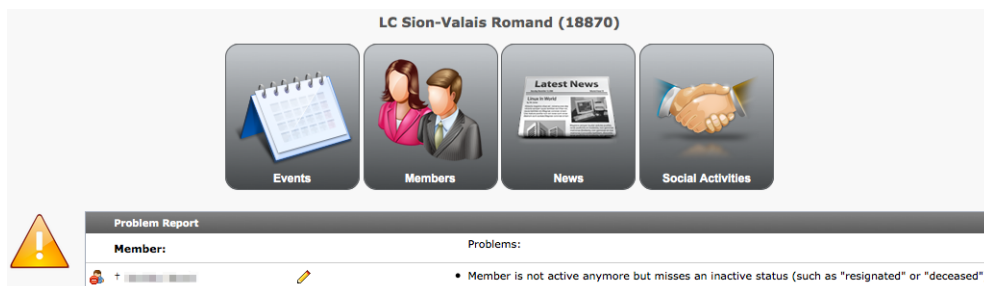 LC Sion-Valais Romand (18870)
Latest News
Events Members News Social Activities
Problem Report
Member: Problems:
† • Member is not active anymore but misses an inactive status (such as "resignated" or "deceased"